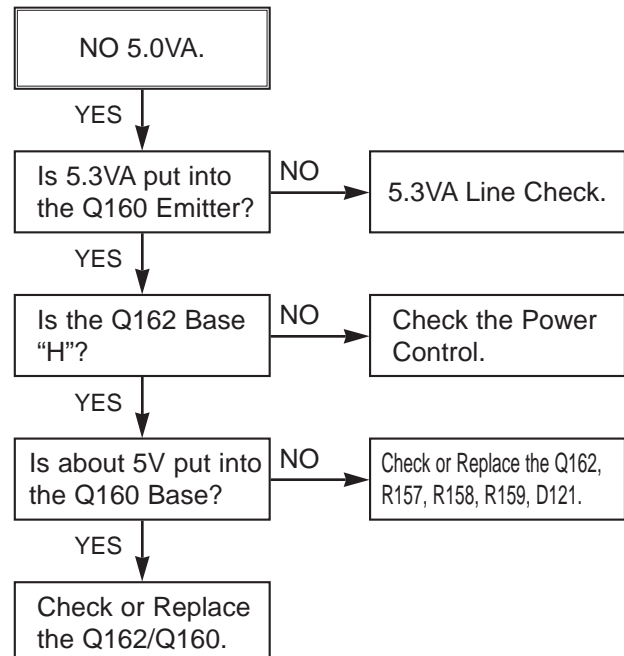 NO 5.0VA.
YES
Is 5.3VA put into
the Q160 Emitter?
NO
5.3VA Line Check.
YES
Is the Q162 Base
“H”?
NO
Check the Power
Control.
YES
Is about 5V put into
the Q160 Base?
NO
Check or Replace the Q162,
R157, R158, R159, D121.
YES
Check or Replace
the Q162/Q160.